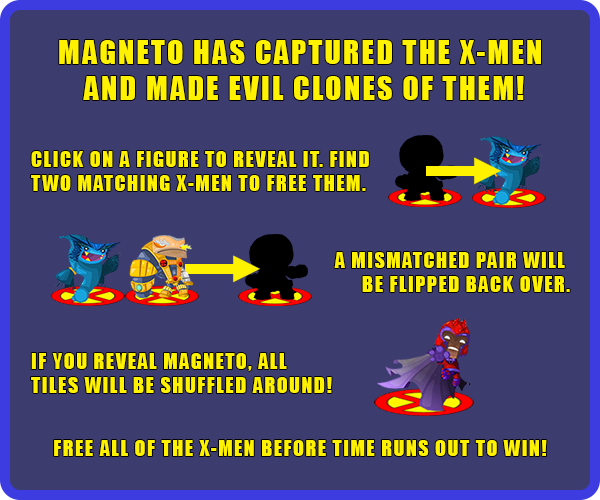 MAGNETO HAS CAPTURED THE X-MEN
AND MADE EVIL CLONES OF THEM!
CLICK ON A FIGURE TO REVEAL IT. FIND
TWO MATCHING X-MEN TO FREE THEM.
A MISMATCHED PAIR WILL
BE FLIPPED BACK OVER.
IF YOU REVEAL MAGNETO, ALL
TILES WILL BE SHUFFLED AROUND!
FREE ALL OF THE X-MEN BEFORE TIME RUNS OUT TO WIN!